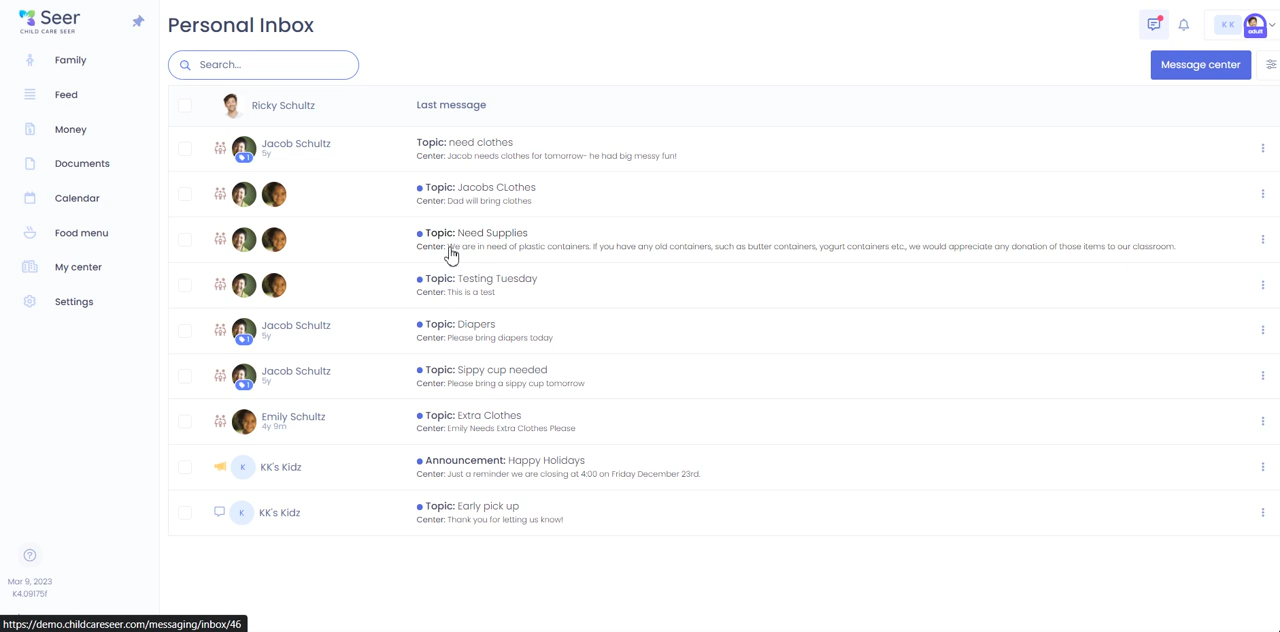 Seer
CHILD CARE SEER
Personal Inbox
K K
adult
Family
Feed
Money
Documents
Calendar
Food menu
My center
Settings
Search...
Message center
Ricky Schultz
Last message
Jacob Schultz
5y
1
Topic: need clothes
Center: Jacob needs clothes for tomorrow- he had big messy fun!
Topic: Jacobs CLothes
Center: Dad will bring clothes
Topic: Need Supplies
Center: We are in need of plastic containers. If you have any old containers, such as butter containers, yogurt containers etc., we would appreciate any donation of those items to our classroom.
Topic: Testing Tuesday
Center: This is a test
Jacob Schultz
5y
1
Topic: Diapers
Center: Please bring diapers today
Jacob Schultz
5y
1
Topic: Sippy cup needed
Center: Please bring a sippy cup tomorrow
Emily Schultz
4y 9m
Topic: Extra Clothes
Center: Emily Needs Extra Clothes Please
K
KK's Kidz
Announcement: Happy Holidays
Center: Just a reminder we are closing at 4:00 on Friday December 23rd.
K
KK's Kidz
Topic: Early pick up
Center: Thank you for letting us know!
?
Mar 9, 2023
K4.09175f
https://demo.childcareseer.com/messaging/inbox/46